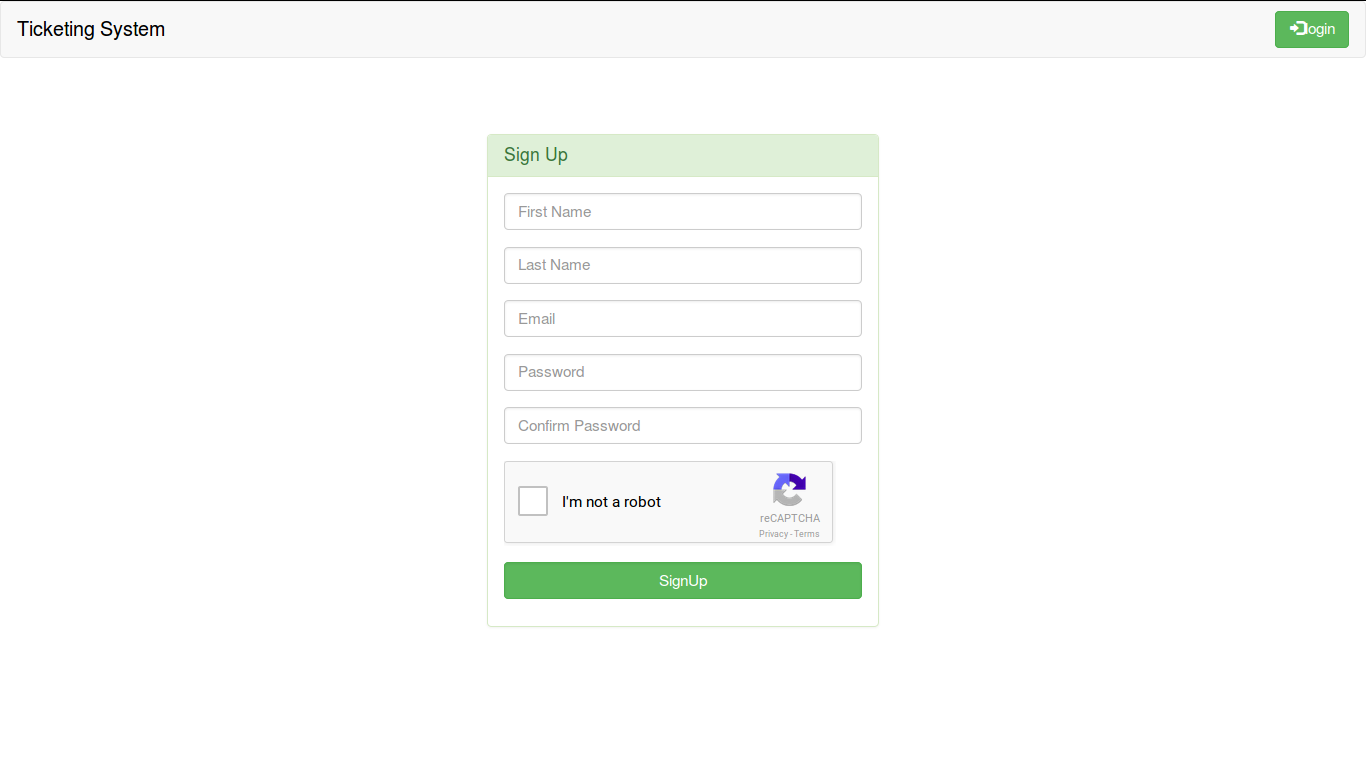 Ticketing System
Login
Sign Up
First Name
Last Name
Email
Password
Confirm Password
I'm not a robot
reCAPTCHA
Privacy - Terms
SignUp